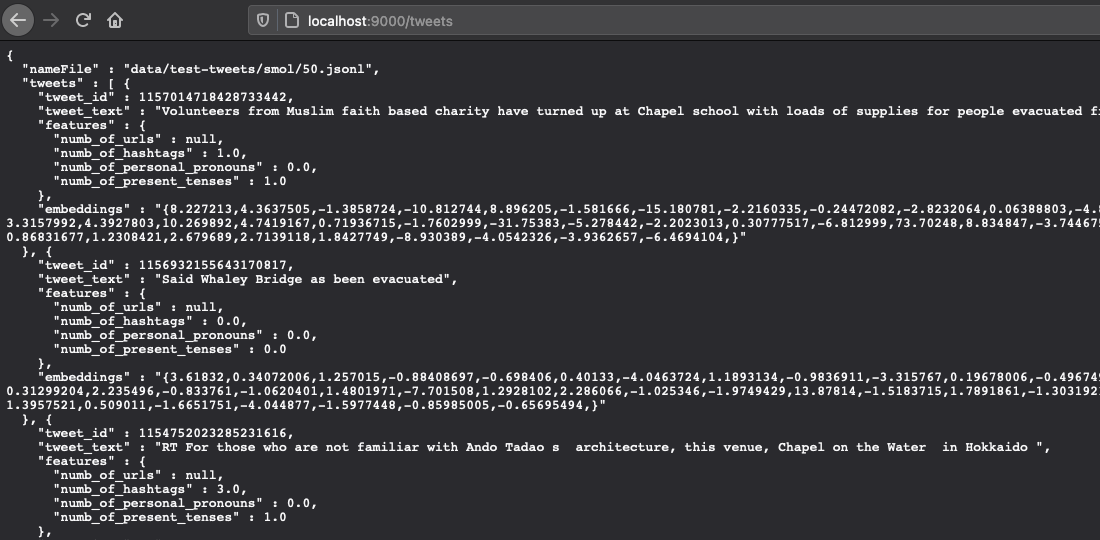 localhost:9000/tweets
{
"nameFile" : "data/test-tweets/smol/50.jsonl",
"tweets" : [ {
"tweet_id" : 1157014718428733442,
"tweet_text" : "Volunteers from Muslim faith based charity have turned up at Chapel school with loads of supplies for people evacuated
"features" : {
"numb_of_urls" : null,
"numb_of_hashtags" : 1.0,
"numb_of_personal_pronouns" : 0.0,
"numb_of_present_tenses" : 1.0
},
"embeddings" : "{8.227213,4.3637505,-1.3858724,-10.812744,8.896205,-1.581666,-15.180781,-2.2160335,-0.24472082,-2.8232064,0.06388803,-4.8
3.3157992,4.3927803,10.269892,4.7419167,0.71936715,-1.7602999,-31.75383,-5.278442,-2.2023013,0.30777517,-6.812999,73.70248,8.834847,-3.74467
0.86831677,1.2308421,2.679689,2.7139118,1.8427749,-8.930389,-4.0542326,-3.9362657,-6.4694104,}"
}, {
"tweet_id" : 1156932155643170817,
"tweet_text" : "Said Whaley Bridge as been evacuated",
"features" : {
"numb_of_urls" : null,
"numb_of_hashtags" : 0.0,
"numb_of_personal_pronouns" : 0.0,
"numb_of_present_tenses" : 0.0
},
"embeddings" : "{3.61832,0.34072006,1.257015,-0.88408697,-0.698406,0.40133,-4.0463724,1.1893134,-0.9836911,-3.315767,0.19678006,-0.49674
0.31299204,2.235496,-0.833761,-1.0620401,1.4801971,-7.701508,1.2928102,2.286066,-1.025346,-1.9749429,13.87814,-1.5183715,1.7891861,-1.303192
1.3957521,0.509011,-1.6651751,-4.044877,-1.5977448,-0.85985005,-0.65695494,}"
}, {
"tweet_id" : 1154752023285231616,
"tweet_text" : "RT For those who are not familiar with Ando Tadao s  architecture, this venue, Chapel on the Water  in Hokkaido ",
"features" : {
"numb_of_urls" : null,
"numb_of_hashtags" : 3.0,
"numb_of_personal_pronouns" : 0.0,
"numb_of_present_tenses" : 1.0
},